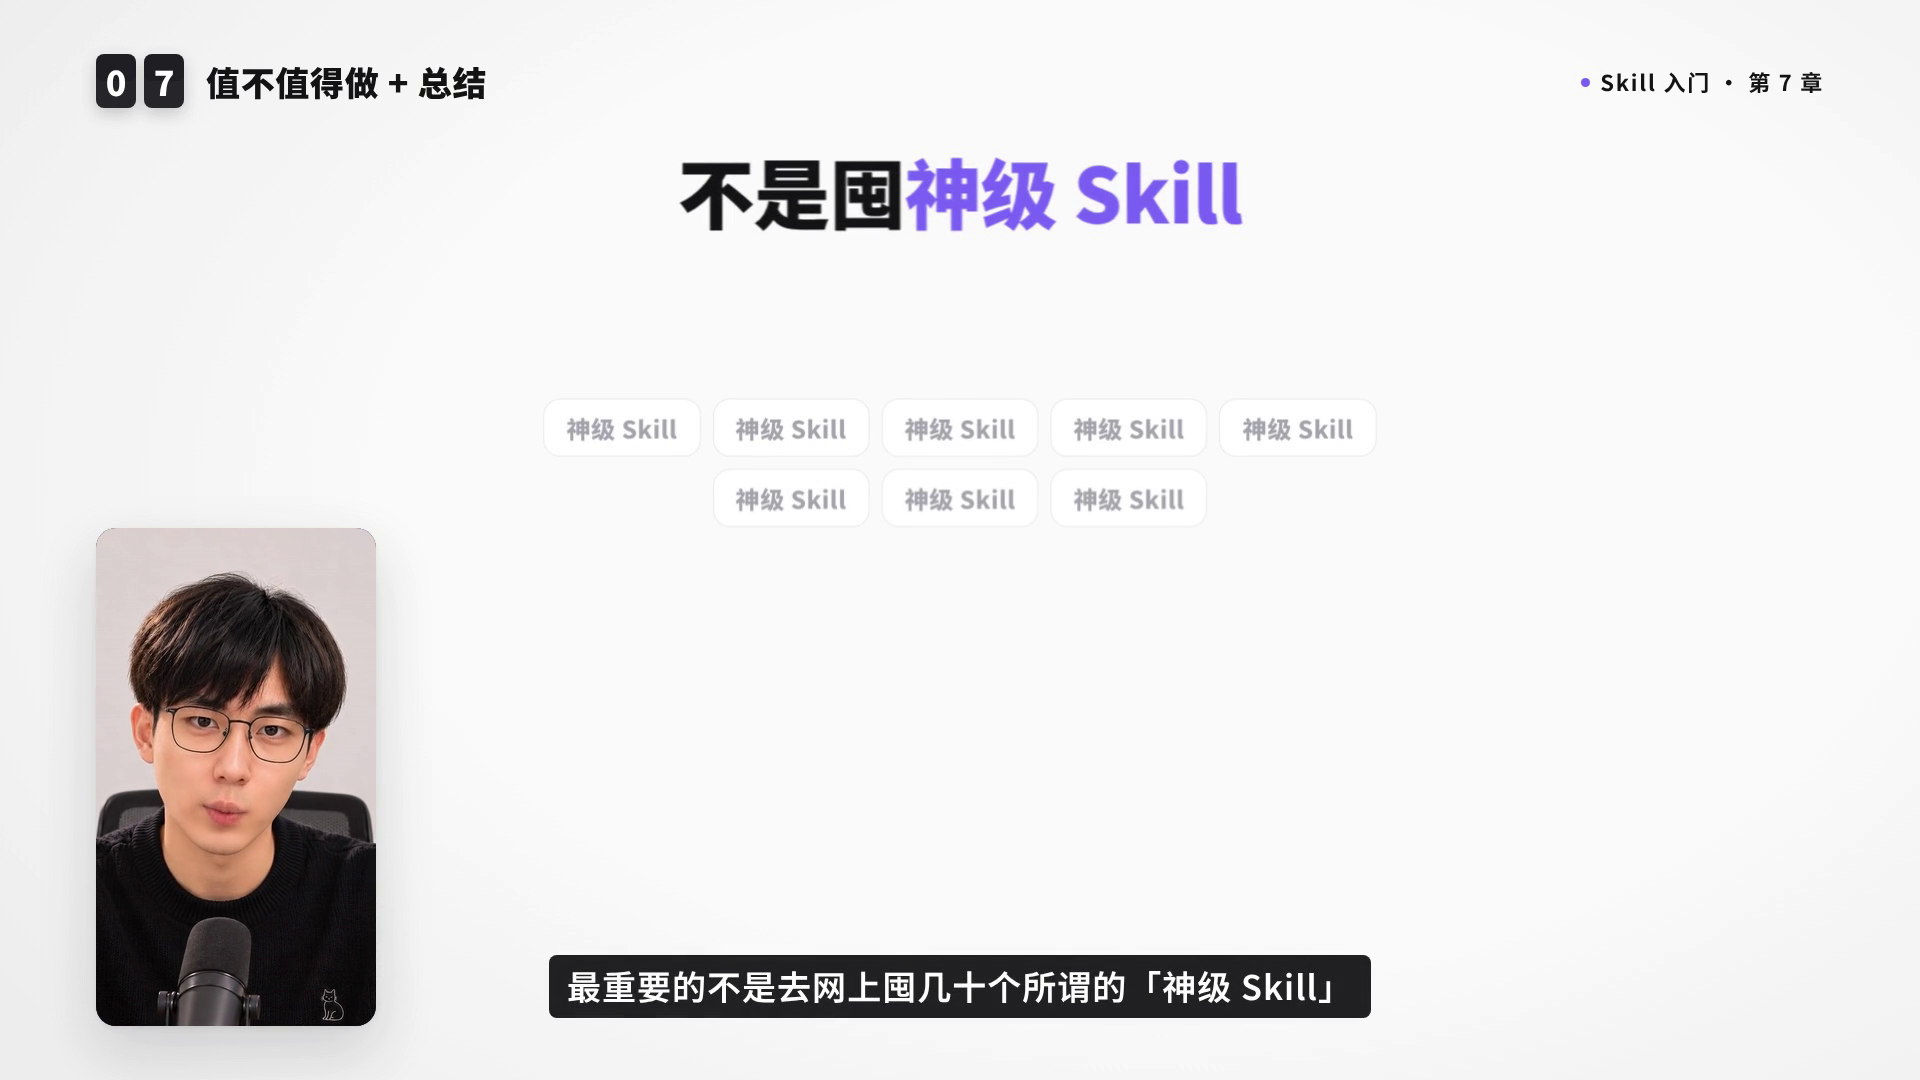 07 值不值得做 + 总结
Skill 入门 · 第 7 章
不是囤神级 Skill
神级 Skill 神级 Skill 神级 Skill 神级 Skill 神级 Skill
神级 Skill 神级 Skill 神级 Skill
最重要的不是去网上囤几十个所谓的「神级 Skill」